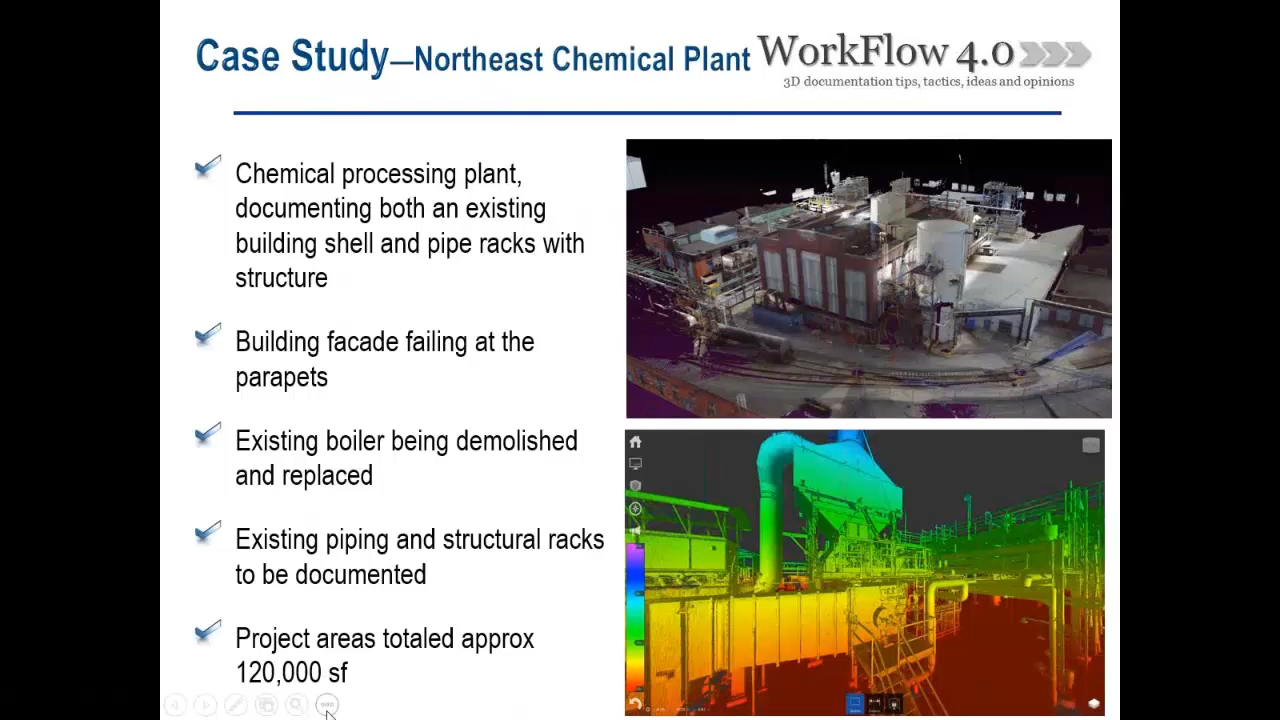 Case Study—Northeast Chemical Plant
WorkFlow 4.0
3D documentation tips, tactics, ideas and opinions
Chemical processing plant,
documenting both an existing
building shell and pipe racks with
structure
Building facade failing at the
parapets
Existing boiler being demolished
and replaced
Existing piping and structural racks
to be documented
Project areas totaled approx
120,000 sf